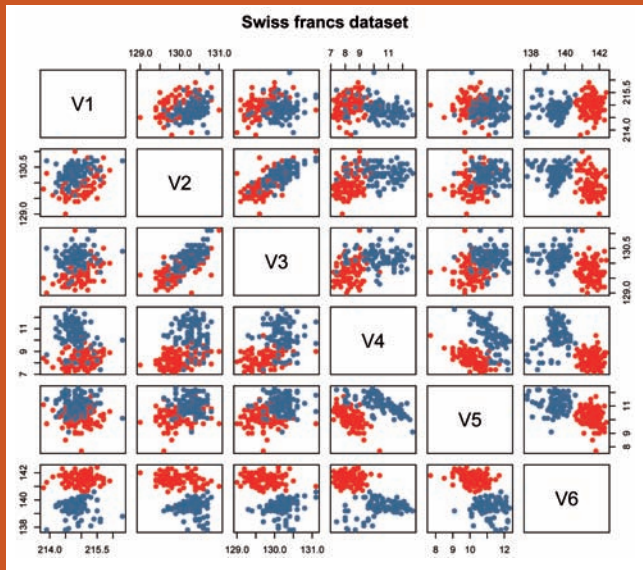 Swiss francs dataset
129.0 130.0 131.0
7 8 9 11
138 140 142
V1
215.5
214.0
130.5
129.0
V2
V3
130.5
129.0
11
9
7
V4
V5
11
9
8
142
140
138
V6
214.0 215.5
129.0 130.0 131.0
8 9 10 12